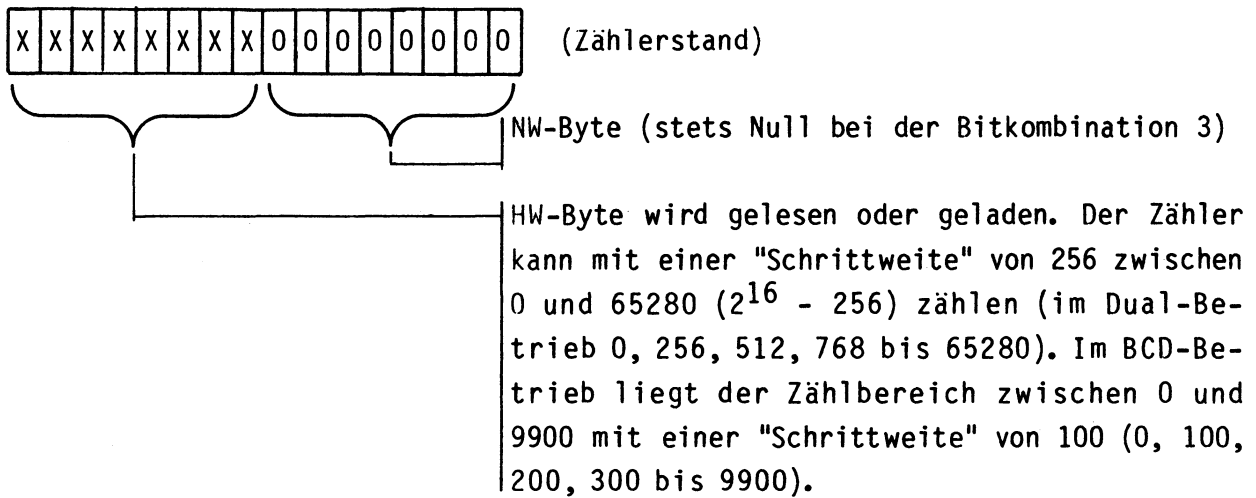 X X X X X X X X 0 0 0 0 0 0 0 0 (Zählerstand)
NW-Byte (stets Null bei der Bitkombination 3)
HW-Byte wird gelesen oder geladen. Der Zähler
kann mit einer "Schrittweite" von 256 zwischen
0 und 65280 (2^16 - 256) zählen (im Dual-Be-
trieb 0, 256, 512, 768 bis 65280). Im BCD-Be-
trieb liegt der Zählbereich zwischen 0 und
9900 mit einer "Schrittweite" von 100 (0, 100,
200, 300 bis 9900).